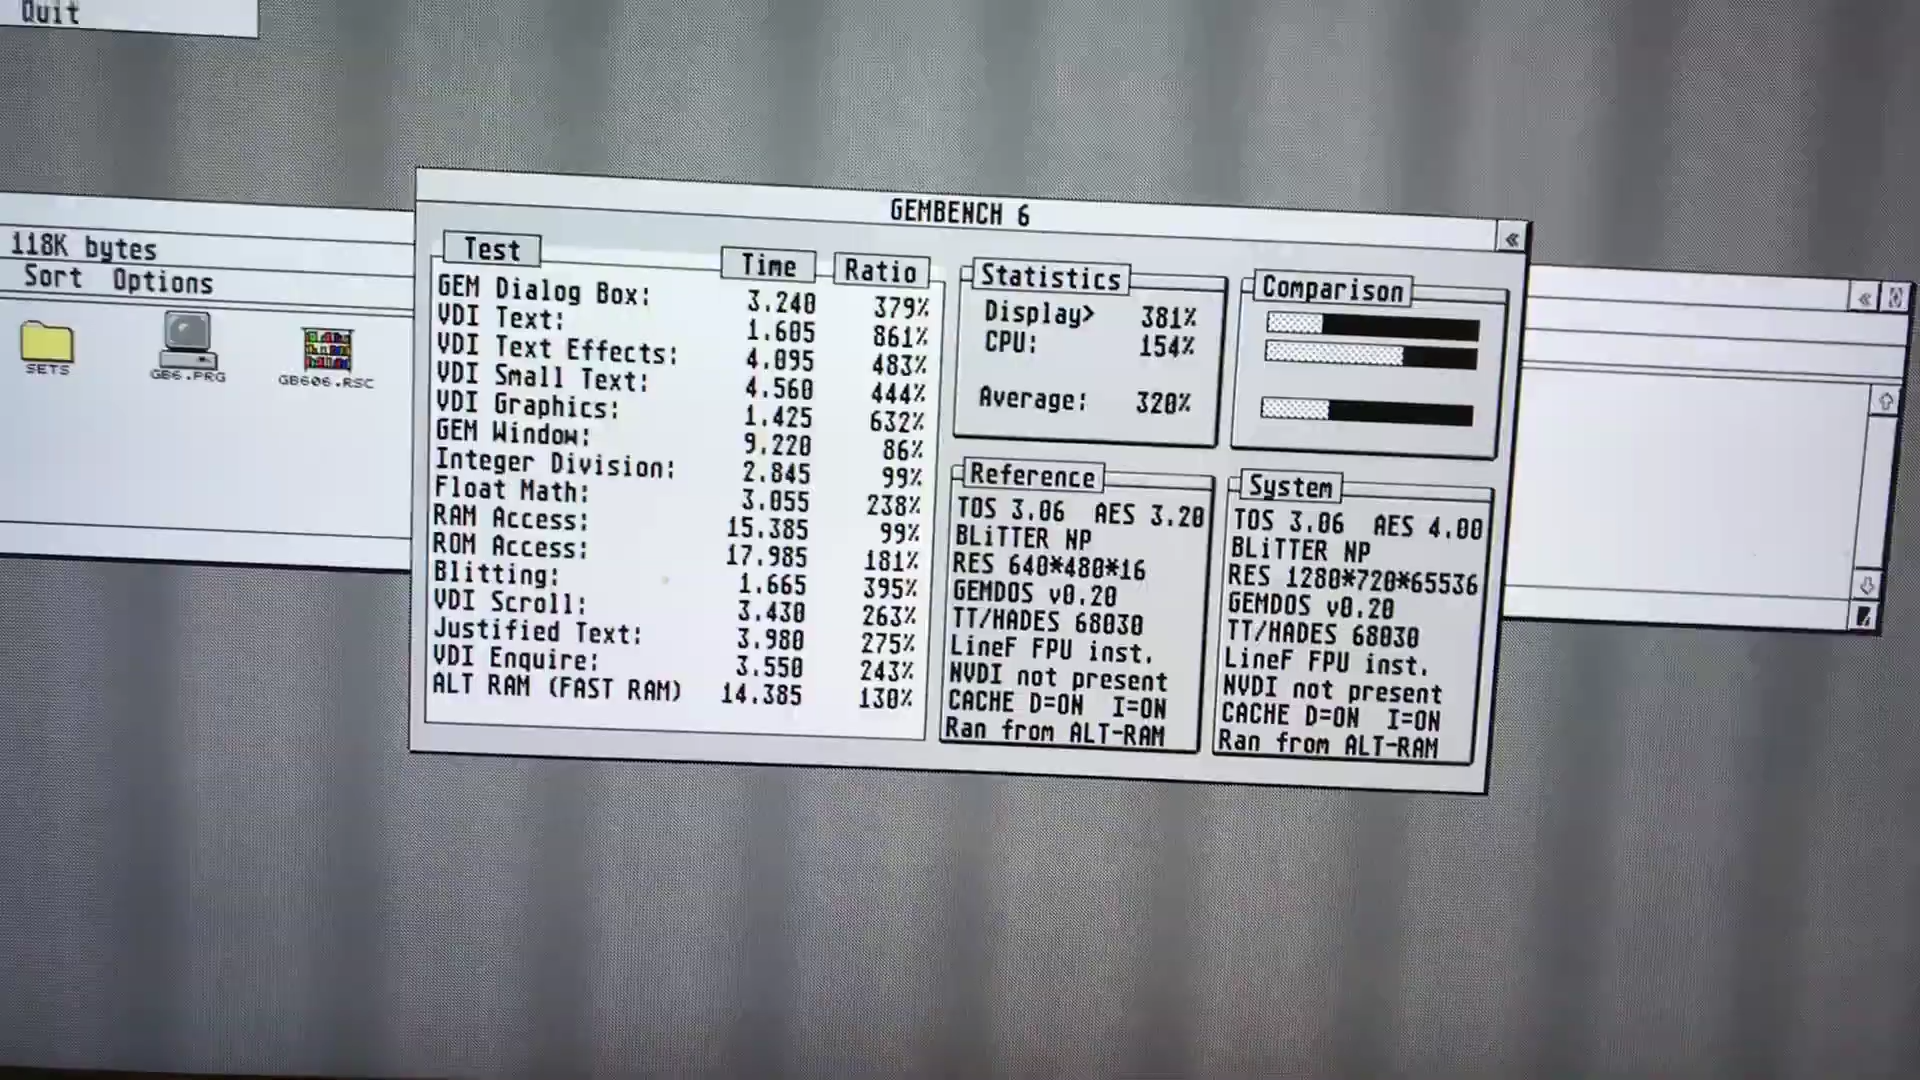 Quit
118K bytes
Sort Options
SETS
GB6.PRG
GB606.RSC
GEMBENCH 6
Test Time Ratio
GEM Dialog Box: 3.240 379%
VDI Text: 1.605 861%
VDI Text Effects: 4.095 483%
VDI Small Text: 4.560 444%
VDI Graphics: 1.425 632%
GEM Window: 9.220 86%
Integer Division: 2.845 99%
Float Math: 3.055 238%
RAM Access: 15.385 99%
ROM Access: 17.985 181%
Blitting: 1.665 395%
VDI Scroll: 3.430 263%
Justified Text: 3.980 275%
VDI Enquire: 3.550 243%
ALT RAM (FAST RAM) 14.385 130%
Statistics
Display> 381%
CPU: 154%
Average: 320%
Comparison
Reference
TOS 3.06 AES 3.20
BLiTTER NP
RES 640*480*16
GEMDOS v0.20
TT/HADES 68030
LineF FPU inst.
NVDI not present
CACHE D=ON I=ON
Ran from ALT-RAM
System
TOS 3.06 AES 4.00
BLiTTER NP
RES 1280*720*65536
GEMDOS v0.20
TT/HADES 68030
LineF FPU inst.
NVDI not present
CACHE D=ON I=ON
Ran from ALT-RAM